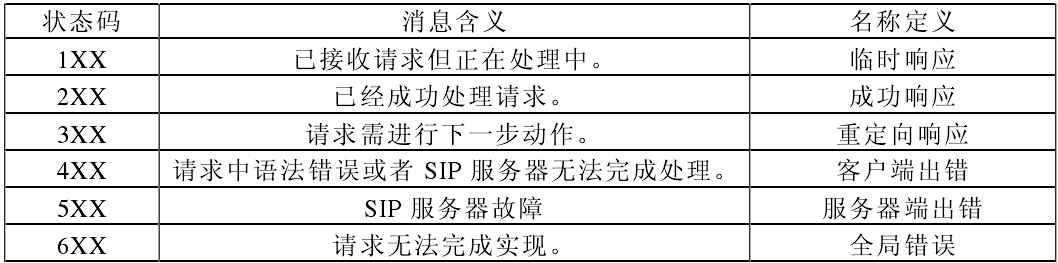 状态码 消息含义 名称定义
1XX 已接收请求但正在处理中。 临时响应
2XX 已经成功处理请求。 成功响应
3XX 请求需进行下一步动作。 重定向响应
4XX 请求中语法错误或者 SIP 服务器无法完成处理。 客户端出错
5XX SIP 服务器故障 服务器端出错
6XX 请求无法完成实现。 全局错误